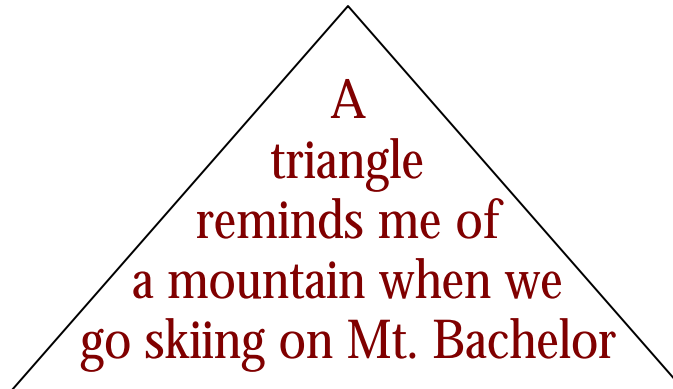 A
triangle
reminds me of
a mountain when we
go skiing on Mt. Bachelor